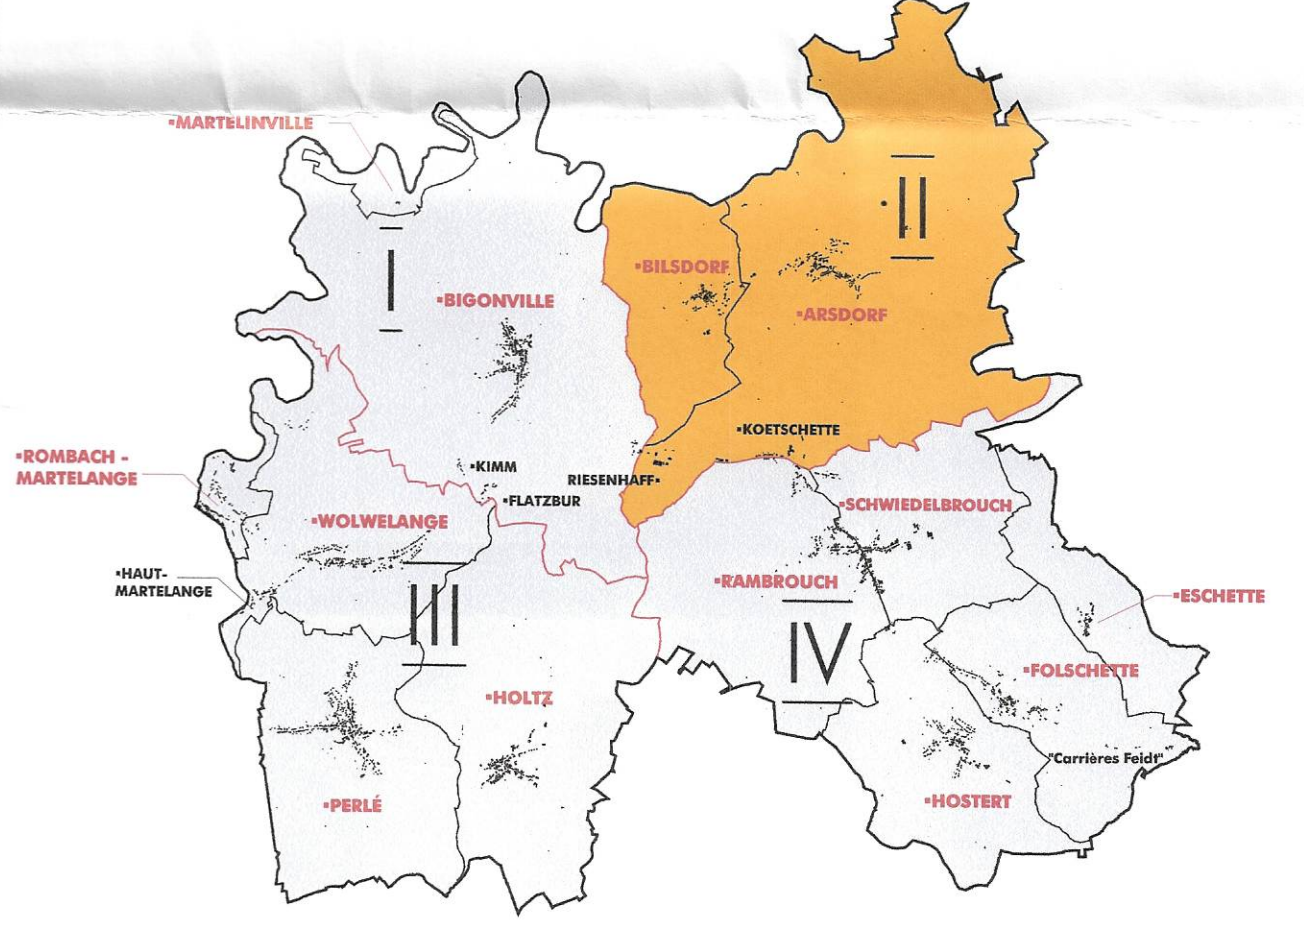 ▪MARTELINVILLE
I
II
▪BILSDORF
▪BIGONVILLE
▪ARSDORF
▪KOETSCHETTE
▪ROMBACH -
MARTELANGE
▪KIMM
RIESENHAFF▪
▪FLATZBUR
▪SCHWIEDELBROUCH
▪WOLWELANGE
▪HAUT-
MARTELANGE
▪RAMBROUCH
▪ESCHETTE
III
IV
▪FOLSCHETTE
▪HOLTZ
"Carrières Feidt"
▪PERLÉ
▪HOSTERT